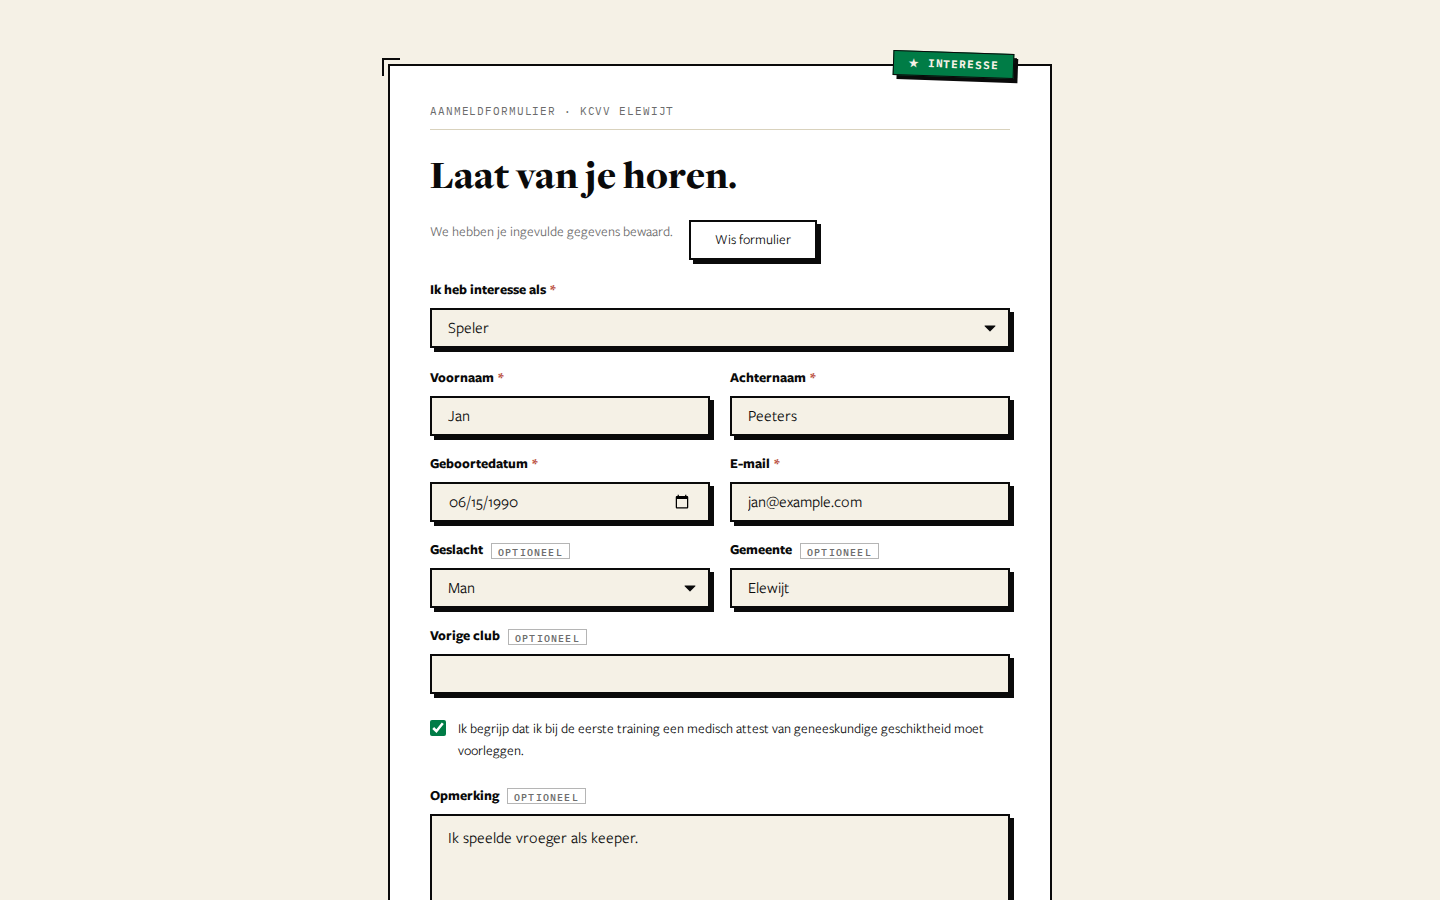 ★ INTERESSE
AANMELDFORMULIER · KCVV ELEWIJT
Laat van je horen.
We hebben je ingevulde gegevens bewaard.
Wis formulier
Ik heb interesse als *
Speler
Voornaam *
Achternaam *
Jan
Peeters
Geboortedatum *
E-mail *
06/15/1990
jan@example.com
Geslacht OPTIONEEL
Gemeente OPTIONEEL
Man
Elewijt
Vorige club OPTIONEEL
Ik begrijp dat ik bij de eerste training een medisch attest van geneeskundige geschiktheid moet
voorleggen.
Opmerking OPTIONEEL
Ik speelde vroeger als keeper.